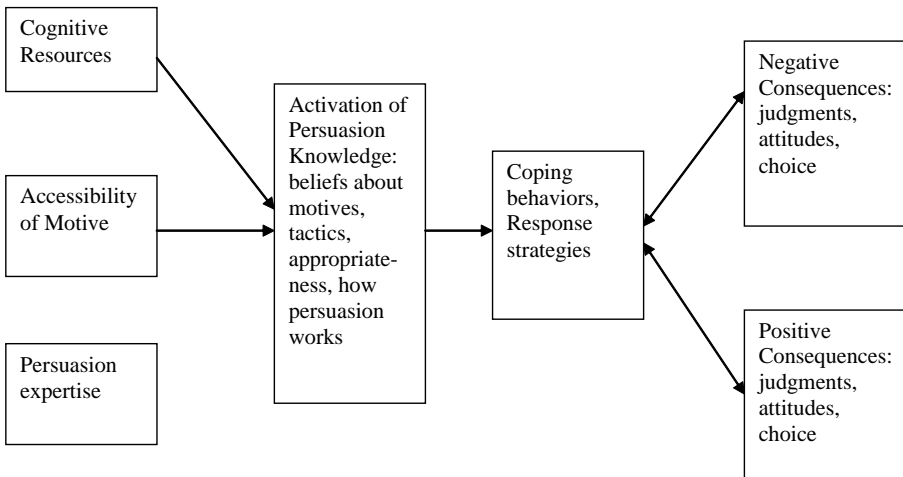 Cognitive
Resources
Accessibility
of Motive
Persuasion
expertise
Activation of
Persuasion
Knowledge:
beliefs about
motives,
tactics,
appropriate-
ness, how
persuasion
works
Coping
behaviors,
Response
strategies
Negative
Consequences:
judgments,
attitudes,
choice
Positive
Consequences:
judgments,
attitudes,
choice